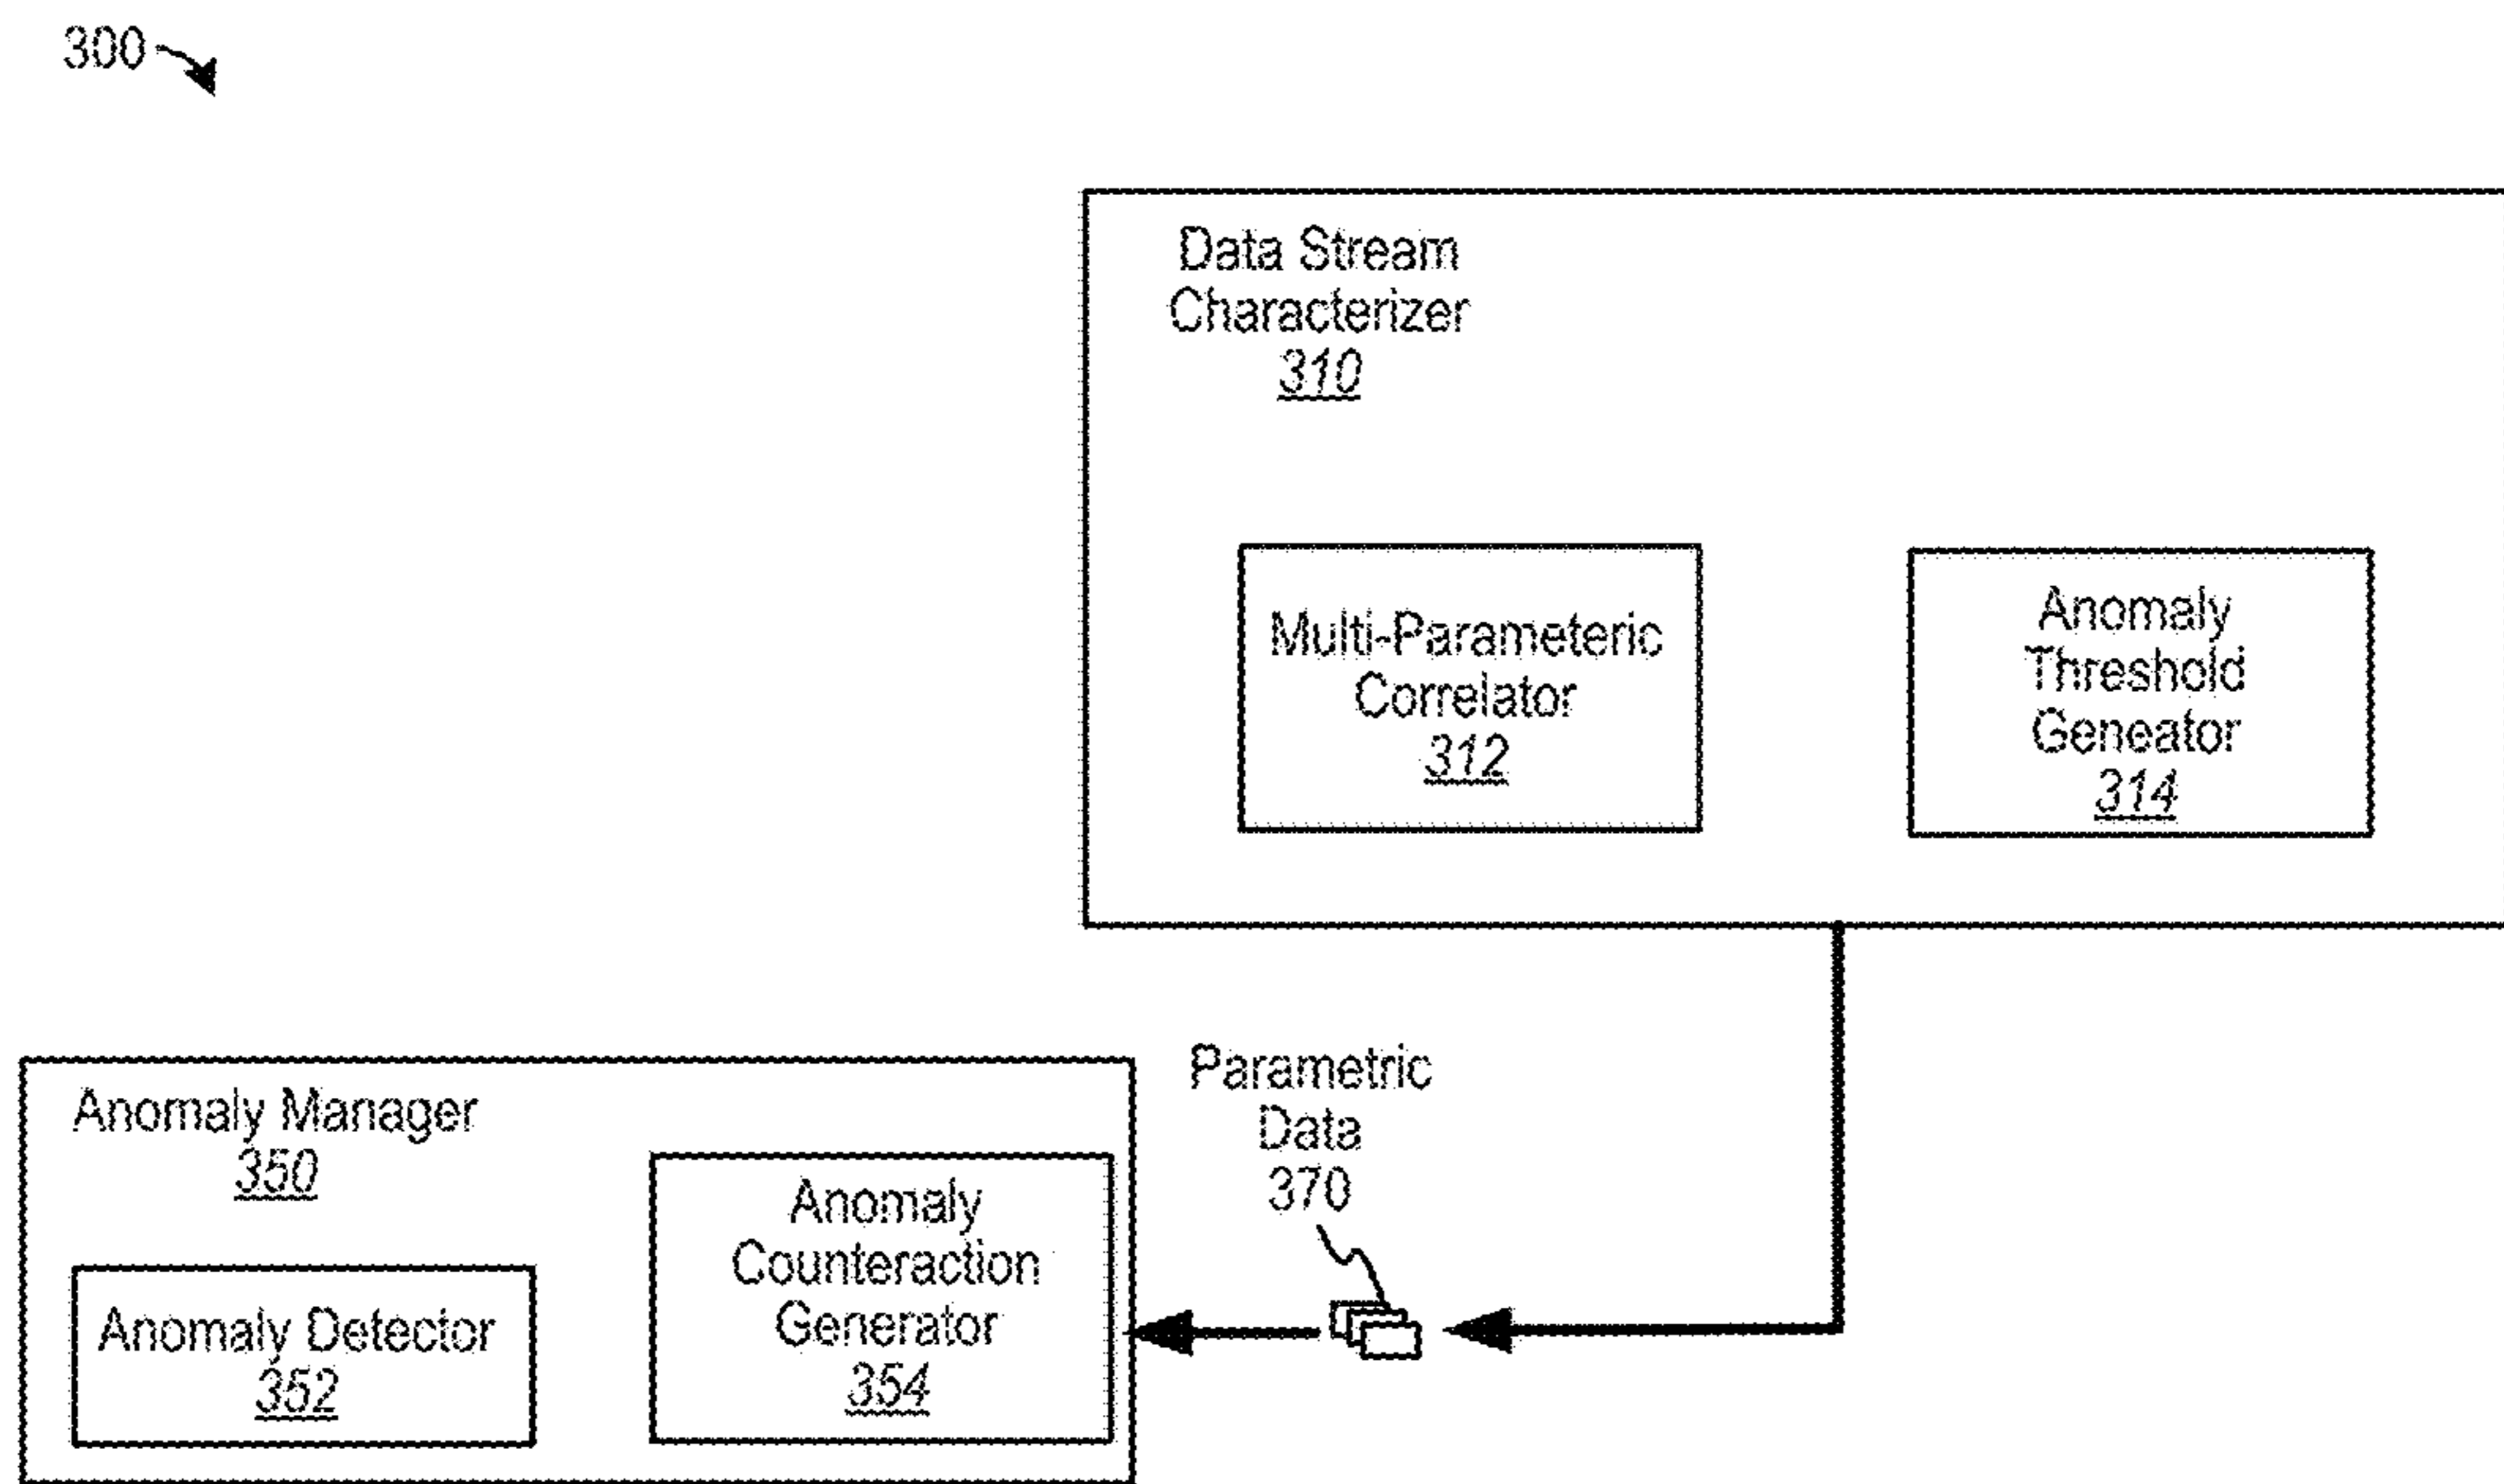 300
Data Stream
Characterizer
310
Multi-Parameteric
Correlator
312
Anomaly
Threshold
Geneator
314
Parametric
Data
370
Anomaly Manager
350
Anomaly Detector
352
Anomaly
Counteraction
Generator
354